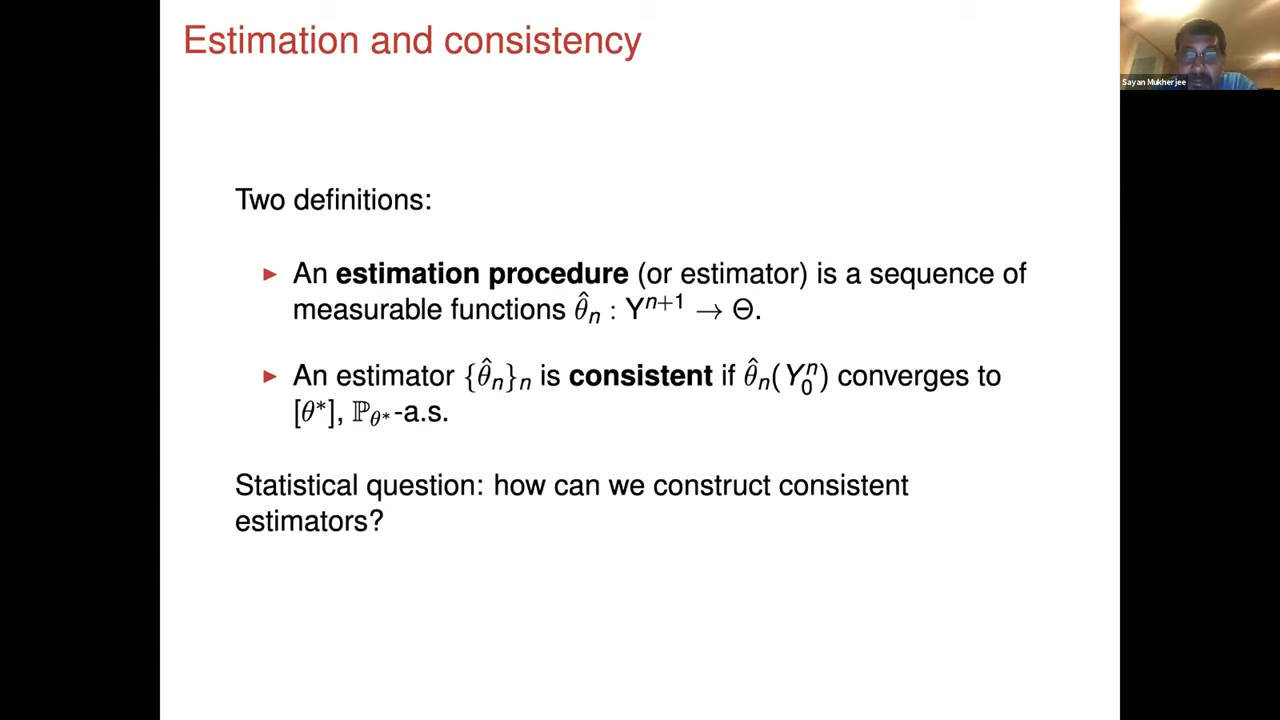 Estimation and consistency
Sayan Mukherjee
Two definitions:
► An estimation procedure (or estimator) is a sequence of
measurable functions θ̂ₙ : Yⁿ⁺¹ → Θ.
► An estimator {θ̂ₙ}ₙ is consistent if θ̂ₙ(Y₀ⁿ) converges to
[θ*], ℙ_θ*-a.s.
Statistical question: how can we construct consistent
estimators?